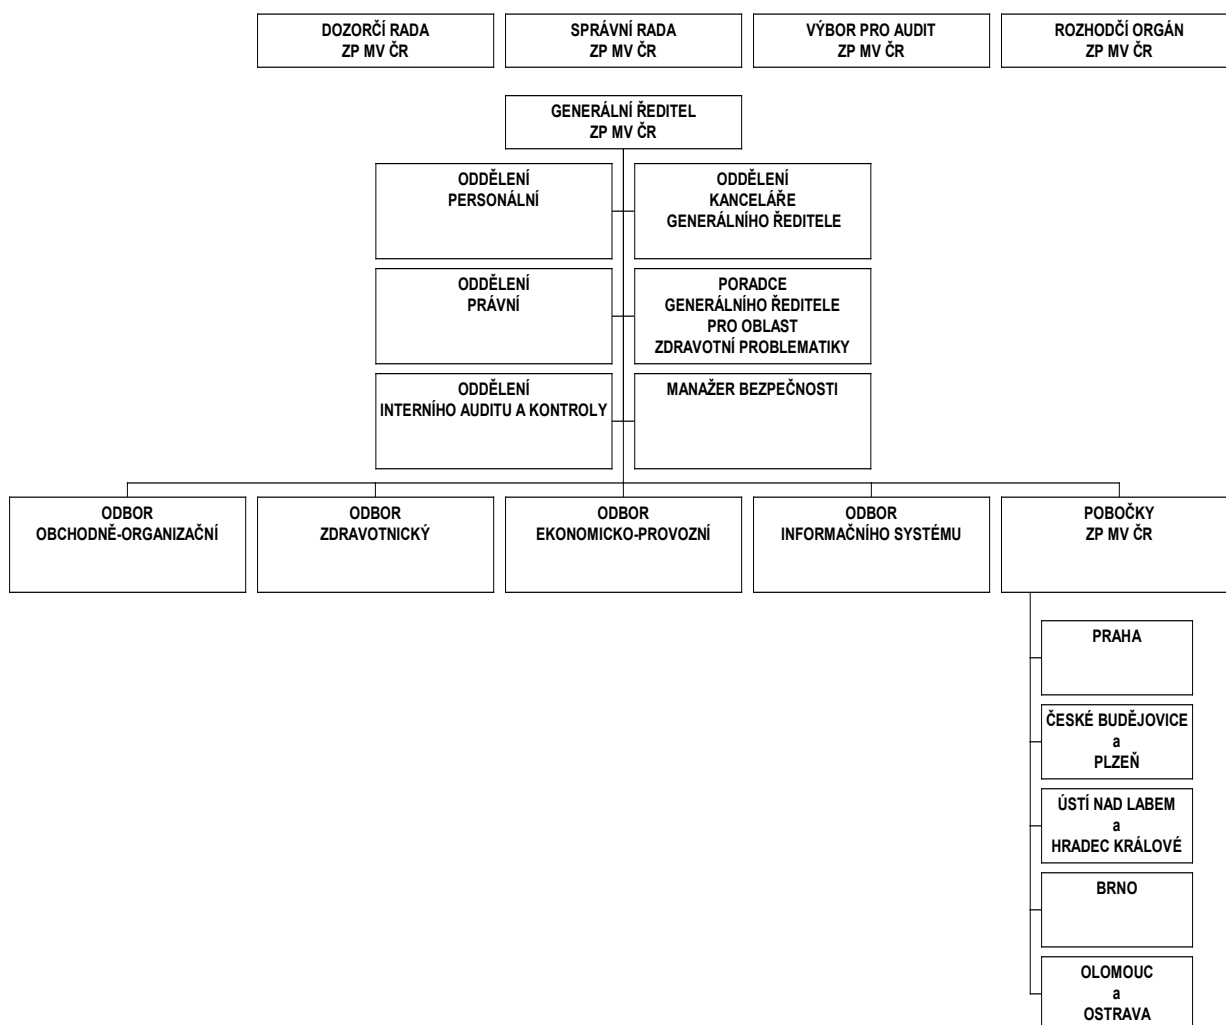 DOZORČÍ RADA
ZP MV ČR
SPRÁVNÍ RADA
ZP MV ČR
VÝBOR PRO AUDIT
ZP MV ČR
ROZHODČÍ ORGÁN
ZP MV ČR
GENERÁLNÍ ŘEDITEL
ZP MV ČR
ODDĚLENÍ
PERSONÁLNÍ
ODDĚLENÍ
KANCELÁŘE
GENERÁLNÍHO ŘEDITELE
ODDĚLENÍ
PRÁVNÍ
PORADCE
GENERÁLNÍHO ŘEDITELE
PRO OBLAST
ZDRAVOTNÍ PROBLEMATIKY
ODDĚLENÍ
INTERNÍHO AUDITU A KONTROLY
MANAŽER BEZPEČNOSTI
ODBOR
OBCHODNĚ-ORGANIZAČNÍ
ODBOR
ZDRAVOTNICKÝ
ODBOR
EKONOMICKO-PROVOZNÍ
ODBOR
INFORMAČNÍHO SYSTÉMU
POBOČKY
ZP MV ČR
PRAHA
ČESKÉ BUDĚJOVICE
a
PLZEŇ
ÚSTÍ NAD LABEM
a
HRADEC KRÁLOVÉ
BRNO
OLOMOUC
a
OSTRAVA